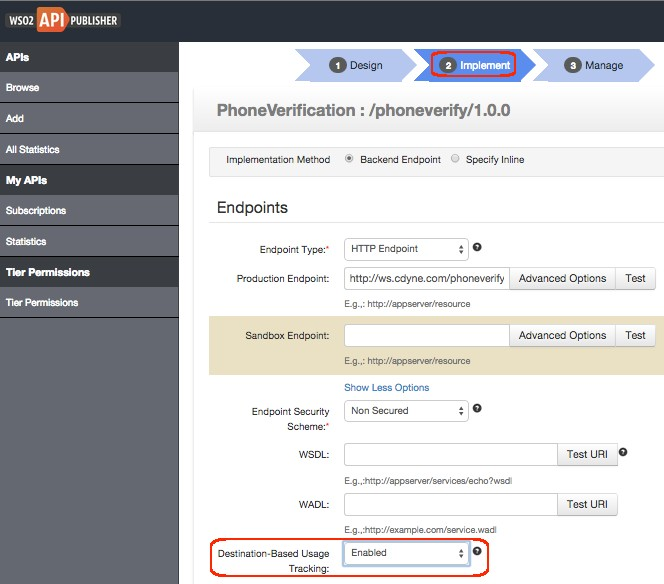 WSO2 API PUBLISHER
APIs
Browse
Add
All Statistics
My APIs
Subscriptions
Statistics
Tier Permissions
Tier Permissions
1 Design
2 Implement
3 Manage
PhoneVerification : /phoneverify/1.0.0
Implementation Method Backend Endpoint Specify Inline
Endpoints
Endpoint Type:* HTTP Endpoint ?
Production Endpoint: http://ws.cdyne.com/phoneverify Advanced Options Test
E.g.,: http://appserver/resource
Sandbox Endpoint: Advanced Options Test
E.g.,: http://appserver/resource
Show Less Options
Endpoint Security Non Secured ?
Scheme:*
WSDL: Test URI ?
E.g.,:http://appserver/services/echo?wsdl
WADL: Test URI
E.g.,:http://example.com/service.wadl
Destination-Based Usage Enabled ?
Tracking: